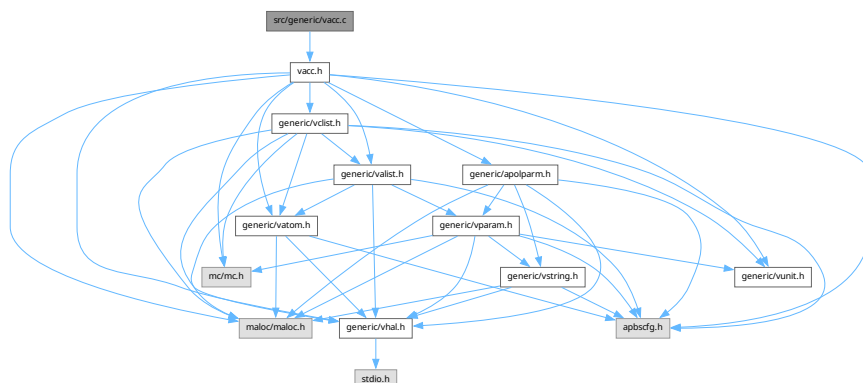 src/generic/vacc.c
vacc.h
generic/vclist.h
generic/valist.h
generic/apolparm.h
generic/vatom.h
generic/vparam.h
mc/mc.h
generic/vstring.h
generic/vunit.h
maloc/maloc.h
generic/vhal.h
apbscfg.h
stdio.h